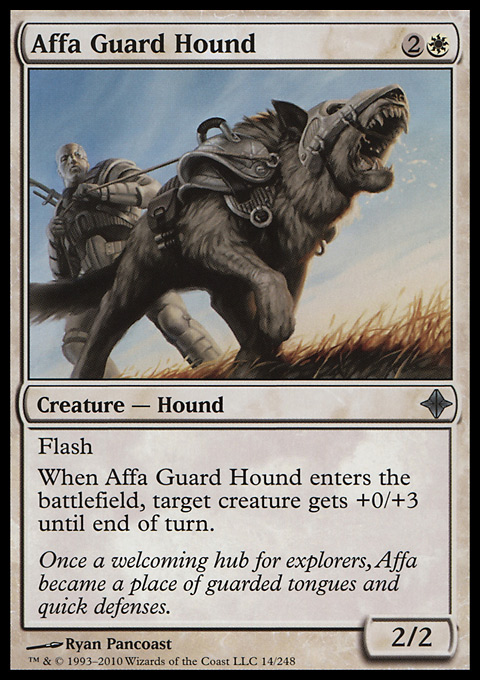 Affa Guard Hound 2
Creature — Hound
Flash
When Affa Guard Hound enters the
battlefield, target creature gets +0/+3
until end of turn.
Once a welcoming hub for explorers, Affa
became a place of guarded tongues and
quick defenses.
Ryan Pancoast
2/2
™ & © 1993–2010 Wizards of the Coast LLC 14/248